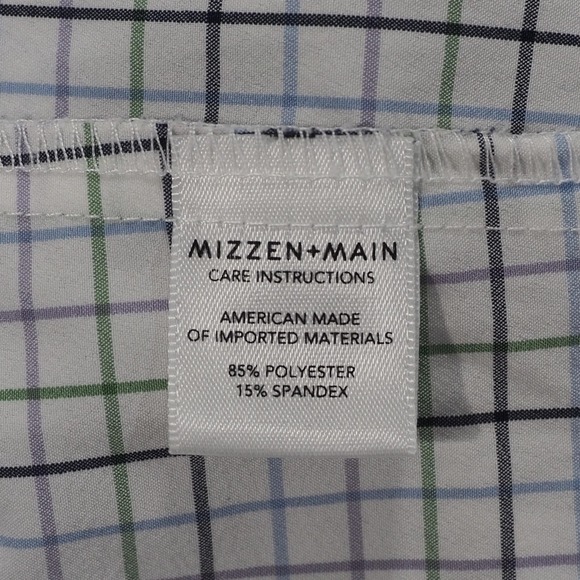 MIZZEN+MAIN
CARE INSTRUCTIONS
AMERICAN MADE
OF IMPORTED MATERIALS
85% POLYESTER
15% SPANDEX